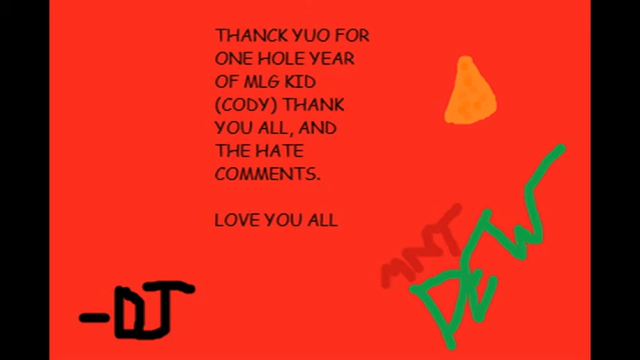 THANCK YUO FOR
ONE HOLE YEAR
OF MLG KID
(CODY) THANK
YOU ALL, AND
THE HATE
COMMENTS.
LOVE YOU ALL
MNT
DEW
-DJ